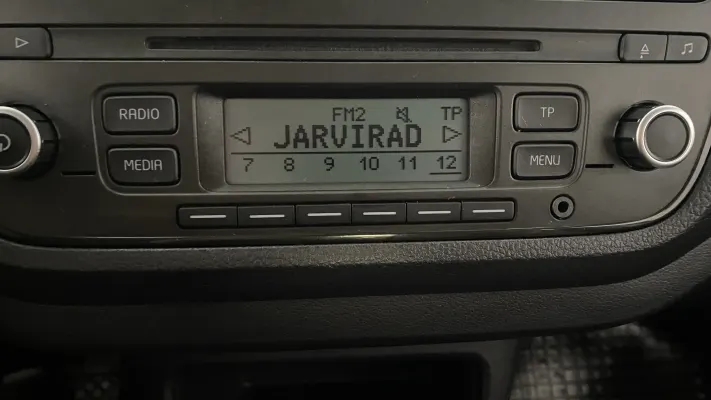 FM2 TP
JARVIRAD
7 8 9 10 11 12
RADIO
MEDIA
TP
MENU